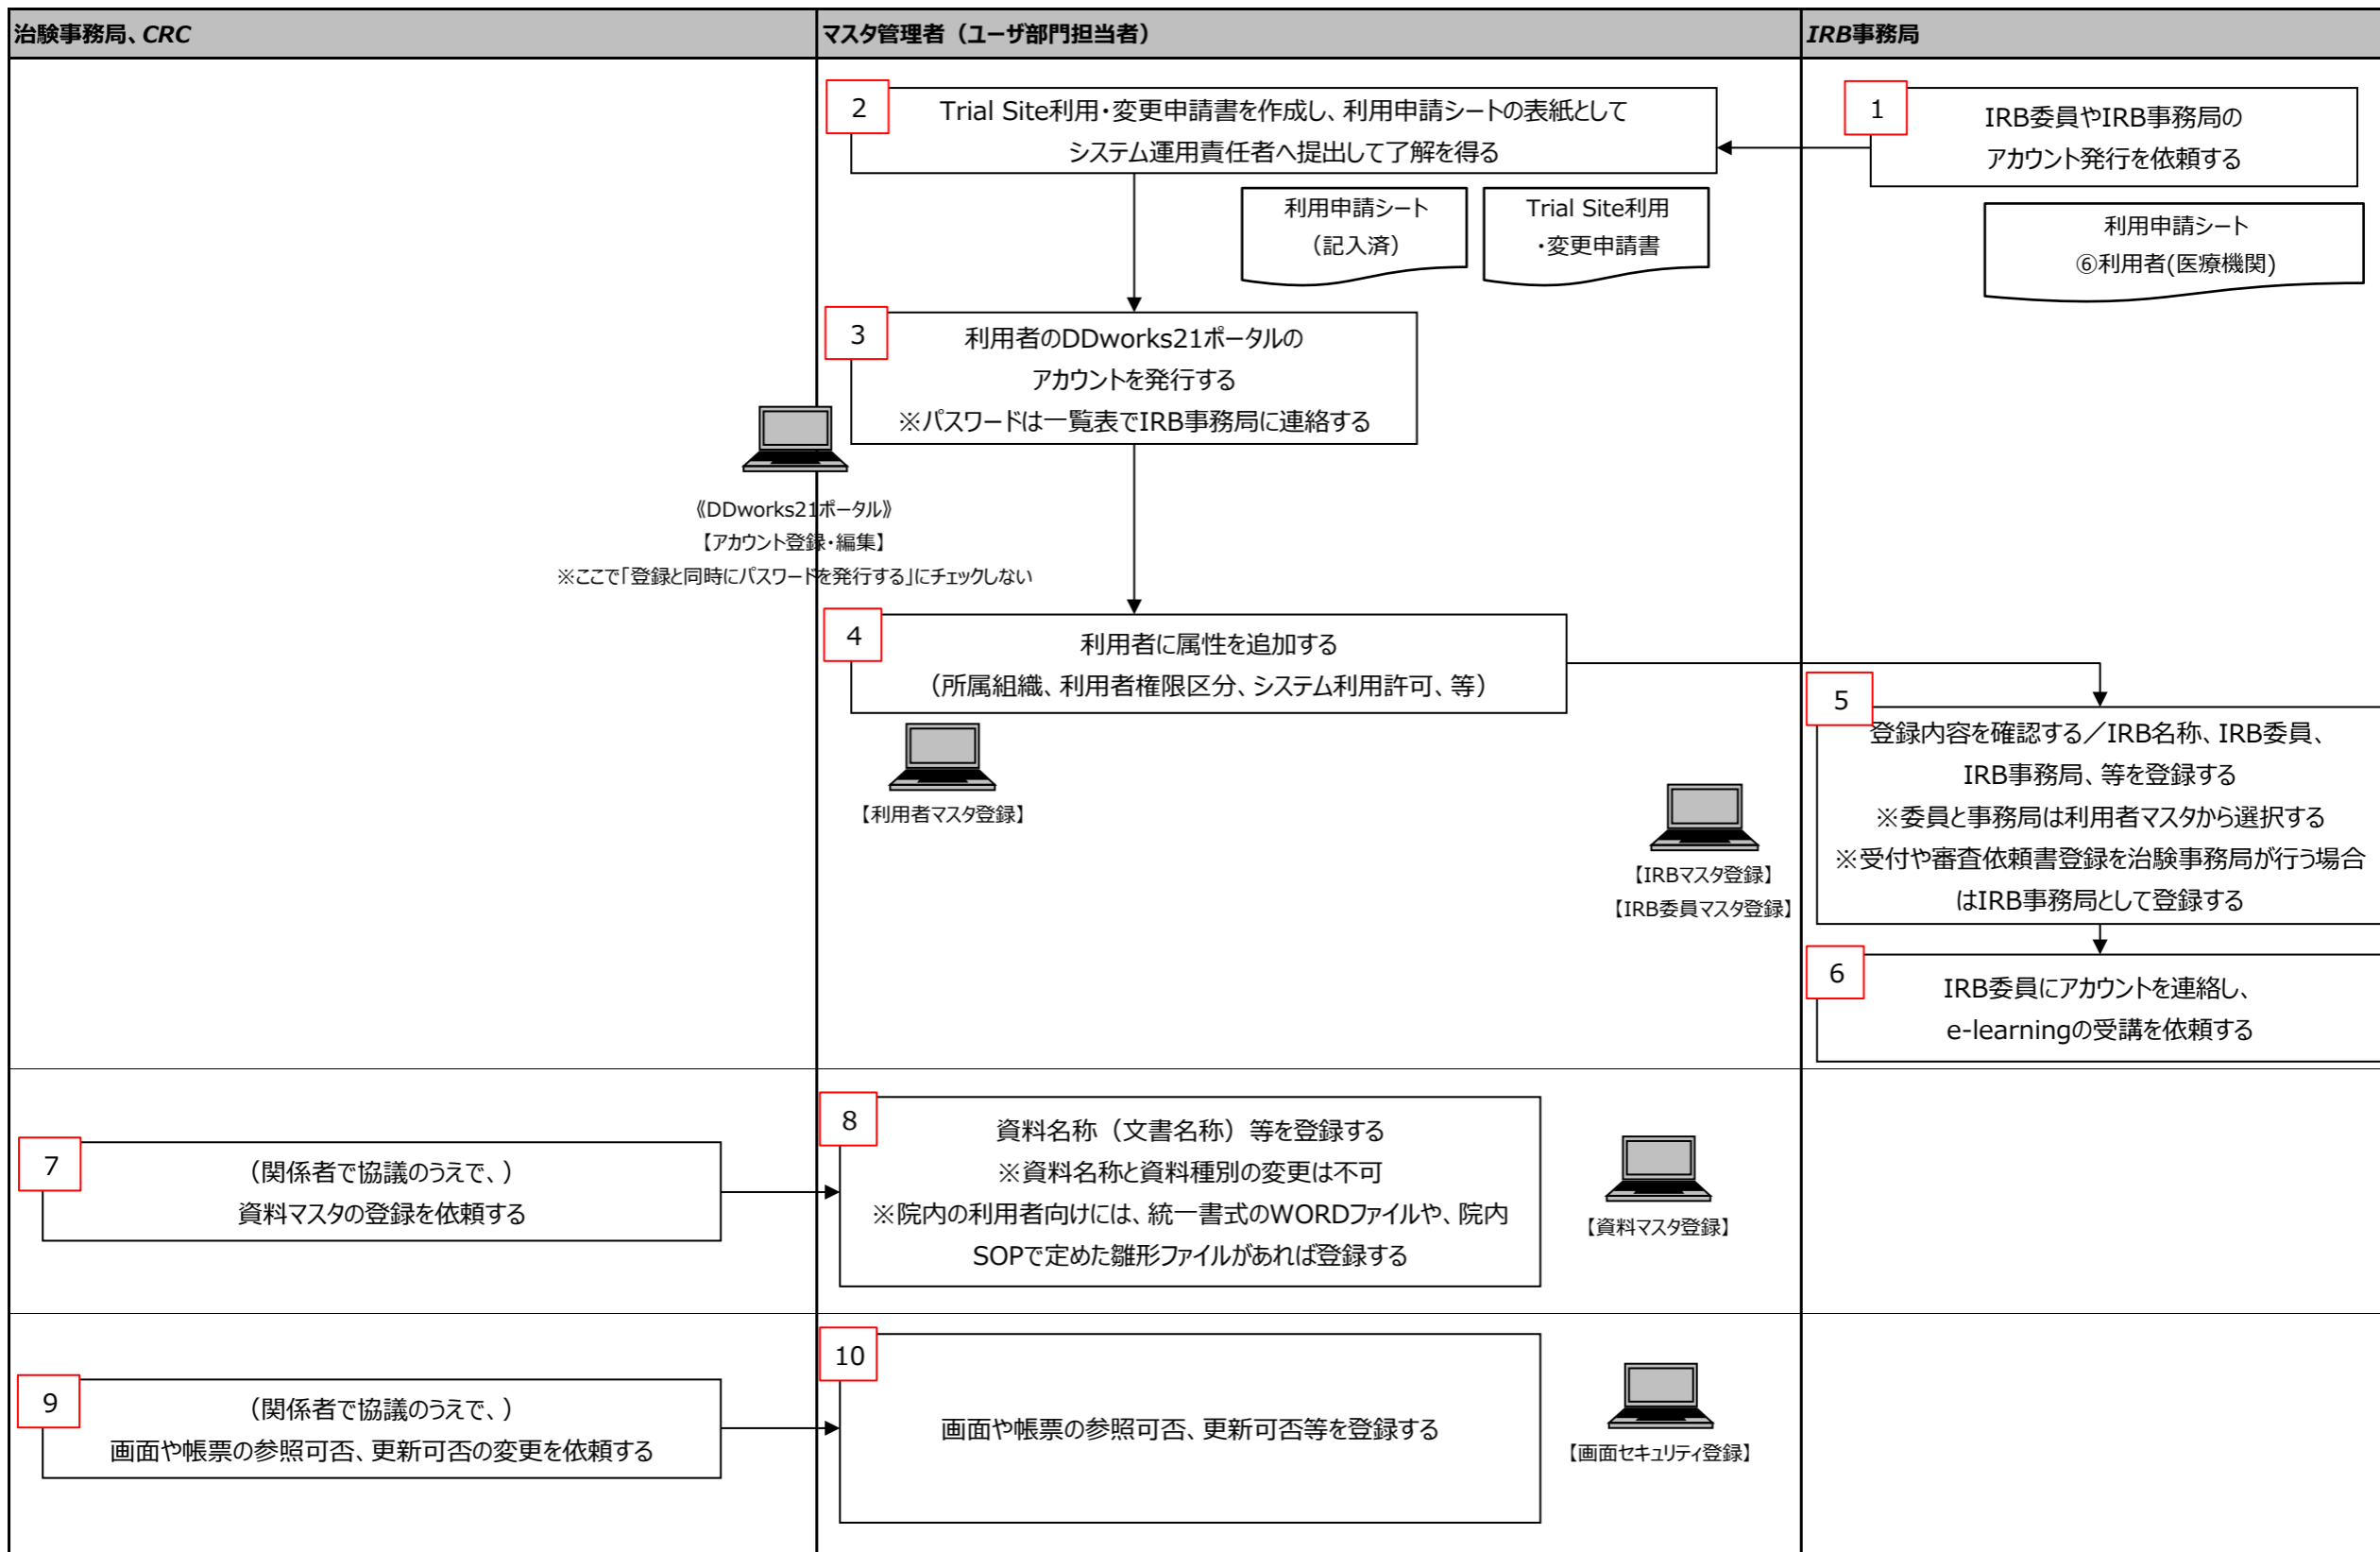 治験事務局、CRC
マスタ管理者（ユーザ部門担当者）
IRB事務局
1
IRB委員やIRB事務局の
アカウント発行を依頼する
利用申請シート
⑥利用者(医療機関)
2
Trial Site利用・変更申請書を作成し、利用申請シートの表紙として
システム運用責任者へ提出して了解を得る
利用申請シート
（記入済）
Trial Site利用
・変更申請書
3
利用者のDDworks21ポータルの
アカウントを発行する
※パスワードは一覧表でIRB事務局に連絡する
《DDworks21ポータル》
【アカウント登録・編集】
※ここで「登録と同時にパスワードを発行する」にチェックしない
4
利用者に属性を追加する
（所属組織、利用者権限区分、システム利用許可、等）
【利用者マスタ登録】
5
登録内容を確認する／IRB名称、IRB委員、
IRB事務局、等を登録する
※委員と事務局は利用者マスタから選択する
※受付や審査依頼書登録を治験事務局が行う場合
はIRB事務局として登録する
【IRBマスタ登録】
【IRB委員マスタ登録】
6
IRB委員にアカウントを連絡し、
e-learningの受講を依頼する
7
（関係者で協議のうえで、）
資料マスタの登録を依頼する
8
資料名称（文書名称）等を登録する
※資料名称と資料種別の変更は不可
※院内の利用者向けには、統一書式のWORDファイルや、院内
SOPで定めた雛形ファイルがあれば登録する
【資料マスタ登録】
9
（関係者で協議のうえで、）
画面や帳票の参照可否、更新可否の変更を依頼する
10
画面や帳票の参照可否、更新可否等を登録する
【画面セキュリティ登録】